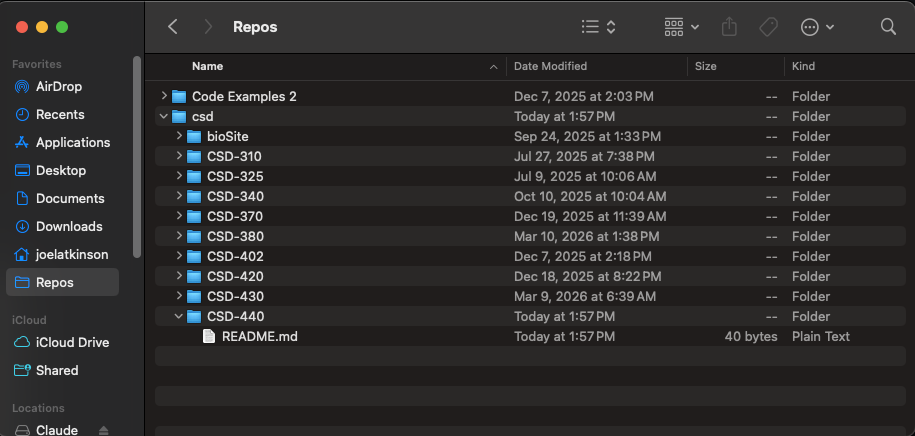 Repos
Favorites
AirDrop
Recents
Applications
Desktop
Documents
Downloads
joelatkinson
Repos
iCloud
iCloud Drive
Shared
Locations
Claude
Name Date Modified Size Kind
Code Examples 2 Dec 7, 2025 at 2:03 PM -- Folder
csd Today at 1:57 PM -- Folder
bioSite Sep 24, 2025 at 1:33 PM -- Folder
CSD-310 Jul 27, 2025 at 7:38 PM -- Folder
CSD-325 Jul 9, 2025 at 10:06 AM -- Folder
CSD-340 Oct 10, 2025 at 10:04 AM -- Folder
CSD-370 Dec 19, 2025 at 11:39 AM -- Folder
CSD-380 Mar 10, 2026 at 1:38 PM -- Folder
CSD-402 Dec 7, 2025 at 2:18 PM -- Folder
CSD-420 Dec 18, 2025 at 8:22 PM -- Folder
CSD-430 Mar 9, 2026 at 6:39 AM -- Folder
CSD-440 Today at 1:57 PM -- Folder
README.md Today at 1:57 PM 40 bytes Plain Text